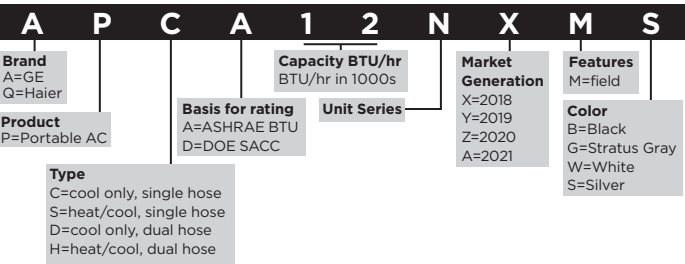 A P C A 1 2 N X M S
Brand
A=GE
Q=Haier
Product
P=Portable AC
Type
C=cool only, single hose
S=heat/cool, single hose
D=cool only, dual hose
H=heat/cool, dual hose
Basis for rating
A=ASHRAE BTU
D=DOE SACC
Capacity BTU/hr
BTU/hr in 1000s
Unit Series
Market
Generation
X=2018
Y=2019
Z=2020
A=2021
Features
M=field
Color
B=Black
G=Stratus Gray
W=White
S=Silver